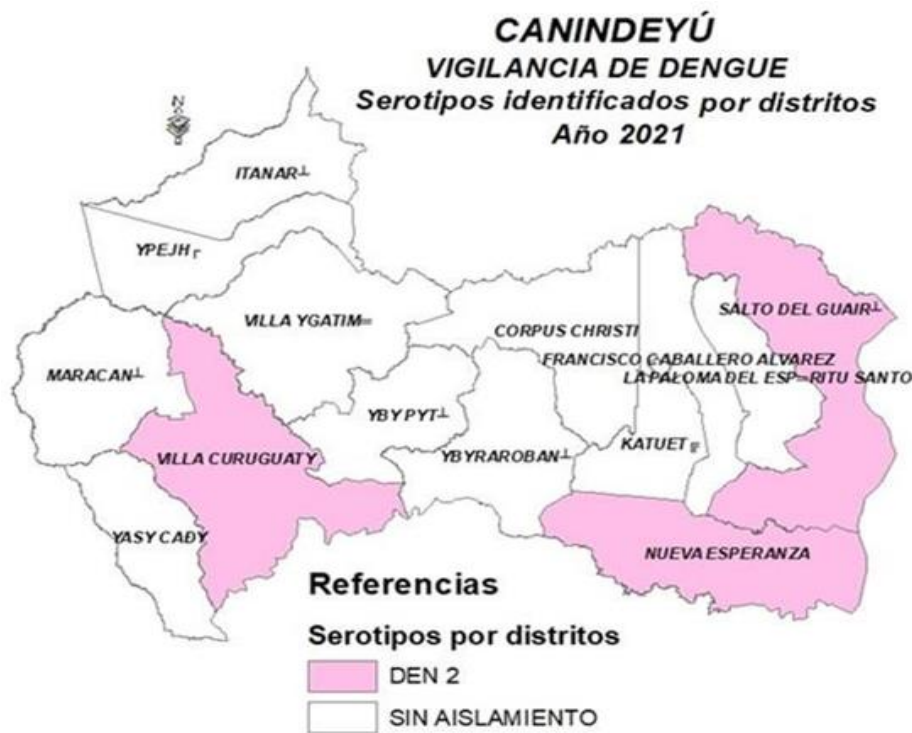 CANINDEYÚ
VIGILANCIA DE DENGUE
Serotipos identificados por distritos
Año 2021
N
ITANAR┴
YPEJH┌
VILLA YGATIM═
SALTO DEL GUAIR┴
CORPUS CHRISTI
FRANCISCO CABALLERO ALVAREZ
LA PALOMA DEL ESP═RITU SANTO
MARACAN┴
YBY PYT┴
VILLA CURUGUATY
YBYRAROBAN┴
KATUET╔
YASY CAÐY
NUEVA ESPERANZA
Referencias
Serotipos por distritos
DEN 2
SIN AISLAMIENTO